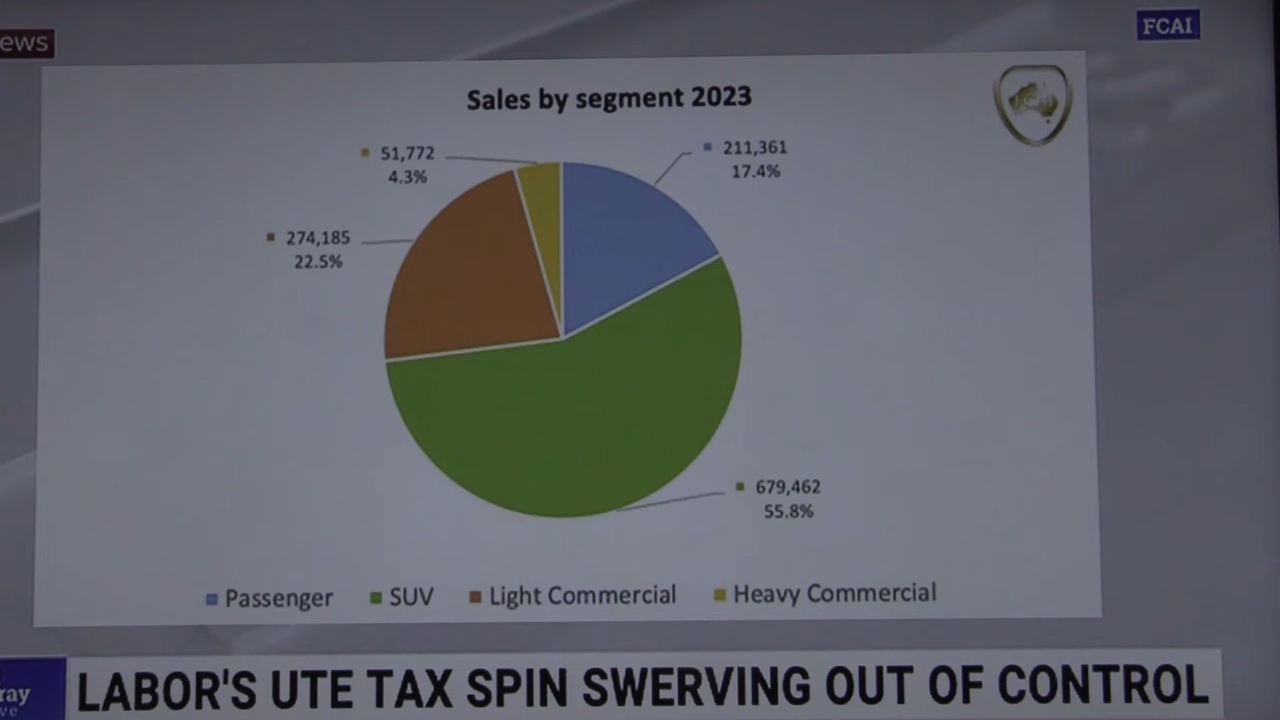 ews
FCAI
Sales by segment 2023
51,772
4.3%
211,361
17.4%
274,185
22.5%
679,462
55.8%
Passenger SUV Light Commercial Heavy Commercial
ray
ve
LABOR'S UTE TAX SPIN SWERVING OUT OF CONTROL